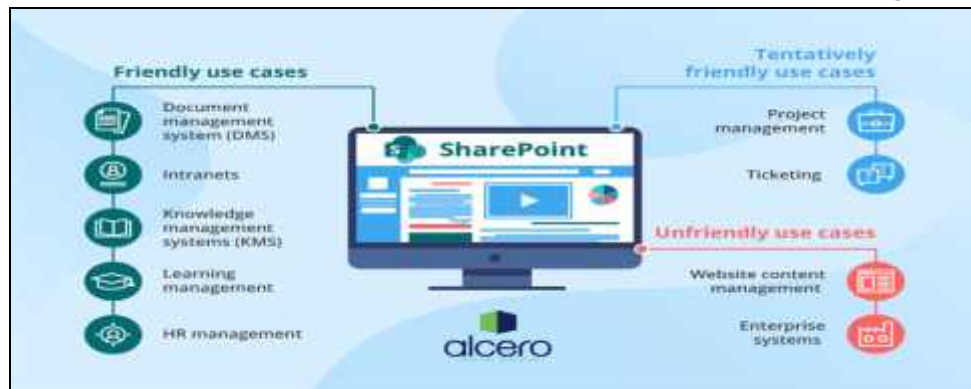 Friendly use cases
Document
management
system (DMS)
Intranets
Knowledge
management
systems (KMS)
Learning
management
HR management
S
SharePoint
Tentatively
friendly use cases
Project
management
Ticketing
Unfriendly use cases
Website content
management
Enterprise
systems
alcero